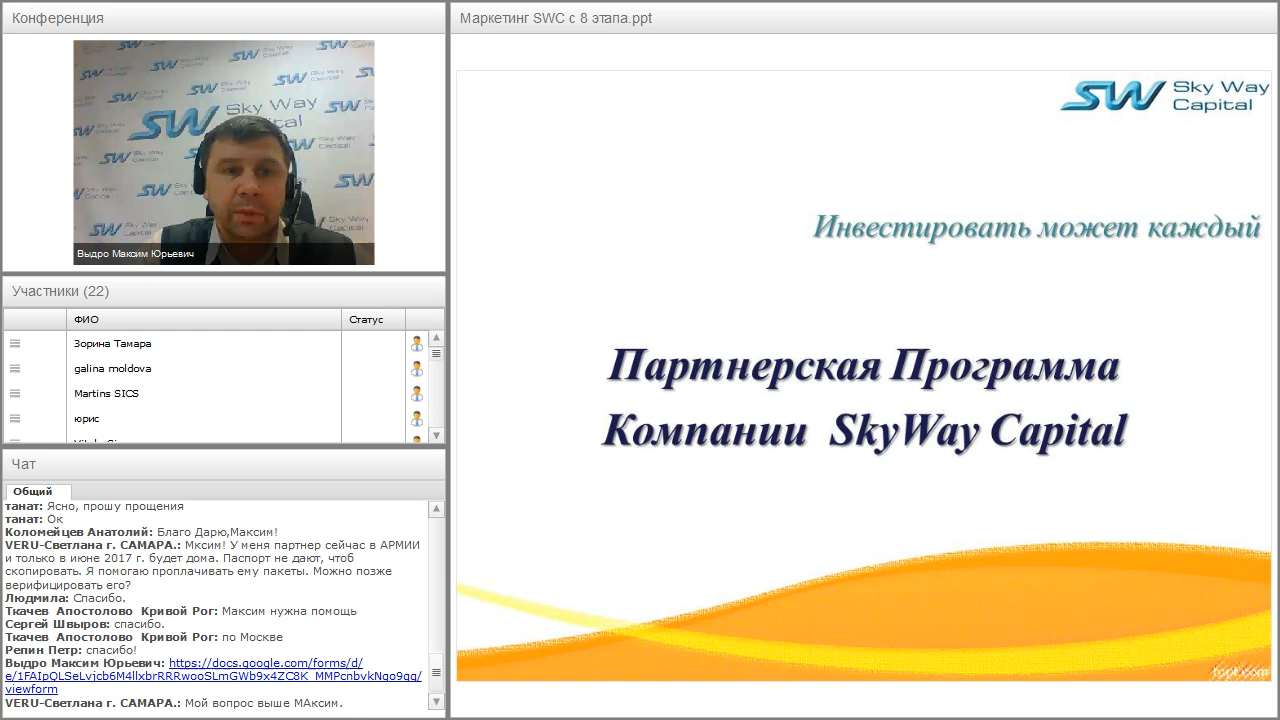 Конференция
Sky Way
Capital
Выдро Максим Юрьевич
Участники (22)
ФИО
Статус
Зорина Тамара
galina moldova
Martins SICS
юрис
Чат
Общий
танат: Ясно, прошу прощения
танат: Ок
Коломейцев Анатолий: Благо Дарю,Максим!
VERU-Светлана г. САМАРА.: Мксим! У меня партнер сейчас в АРМИИ
и только в июне 2017 г. будет дома. Паспорт не дают, чтоб
скопировать. Я помогаю проплачивать ему пакеты. Можно позже
верифицировать его?
Людмила: Спасибо.
Ткачев Апостолово Кривой Рог: Максим нужна помощь
Сергей Швыров: спасибо.
Ткачев Апостолово Кривой Рог: по Москве
Репин Петр: спасибо!
Выдро Максим Юрьевич: https://docs.google.com/forms/d/
viewform
VERU-Светлана г. САМАРА.: Мой вопрос выше МАксим.
Маркетинг SWC с 8 этапа.ppt
SW Sky Way
Capital
Инвестировать может каждый
Партнерская Программа
Компании SkyWay Capital
fppt.com